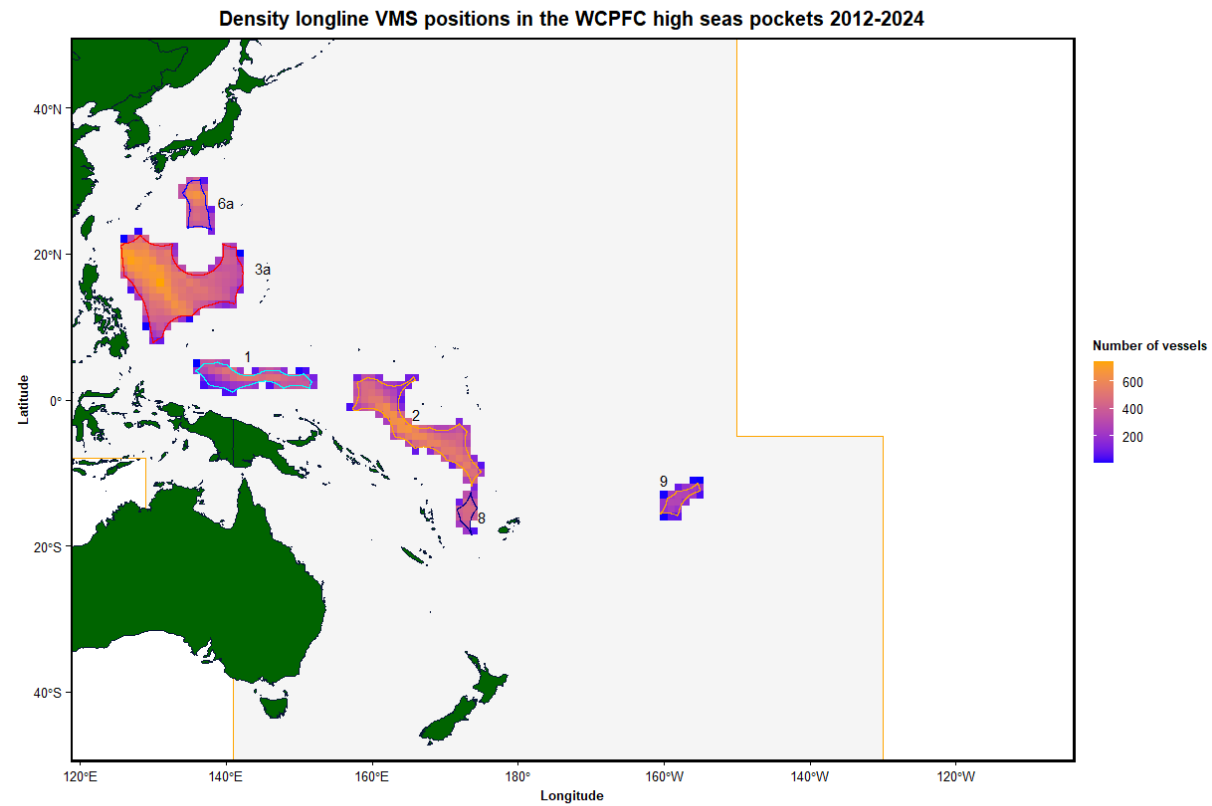 Density longline VMS positions in the WCPFC high seas pockets 2012-2024
40°N
6a
20°N
3a
1
Number of vessels
600
400
200
Latitude
0°
2
9
8
20°S
40°S
120°E
140°E
160°E
180°
160°W
140°W
120°W
Longitude